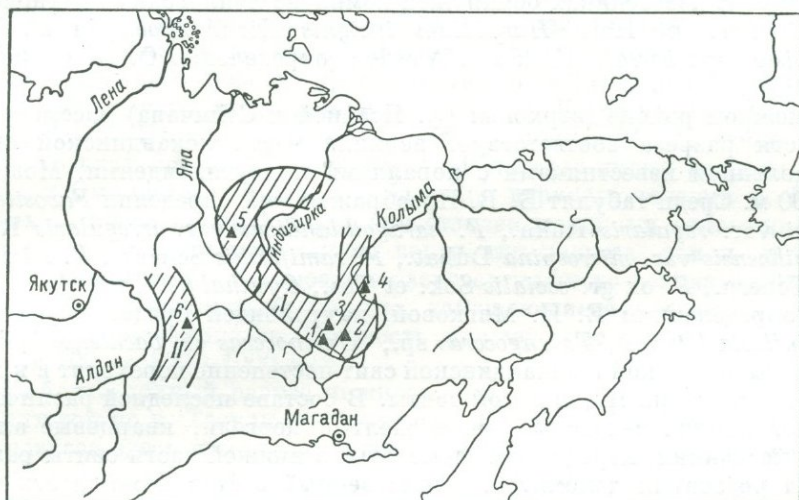 Лена
Яна
Индигирка
Колыма
5
I
4
3
1
2
Якутск
6
II
Алдан
Магадан